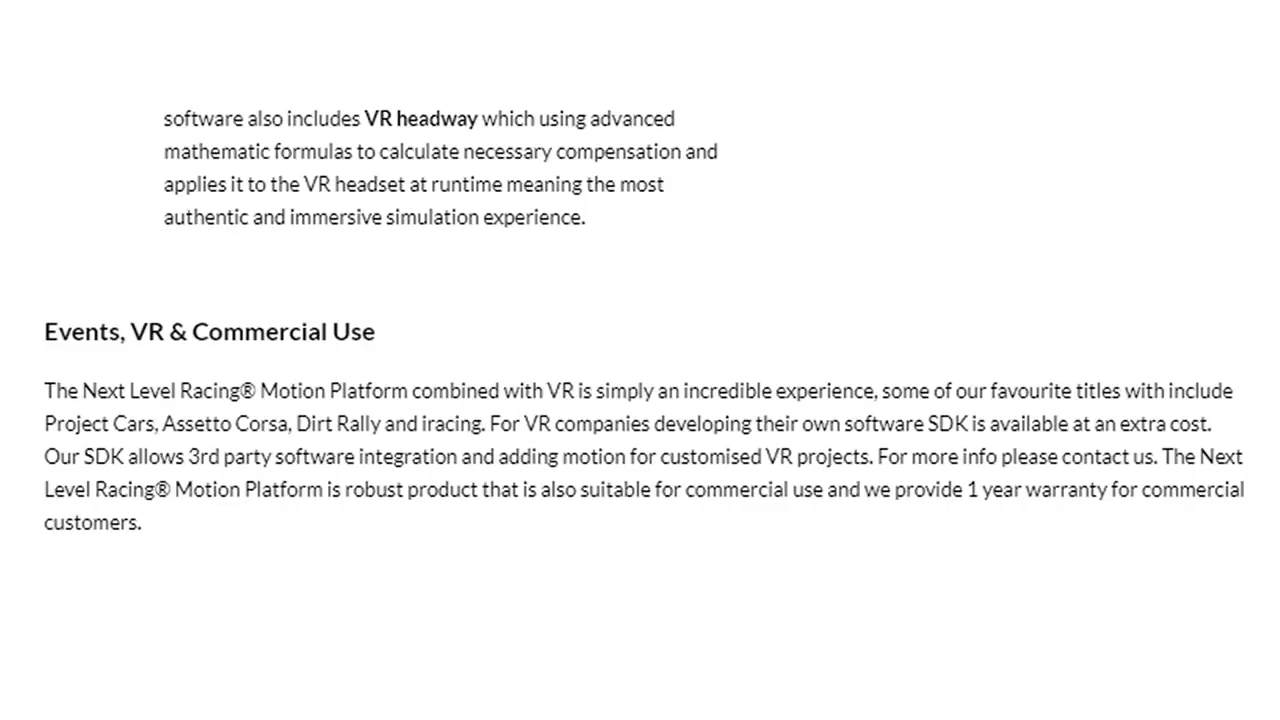 software also includes VR headway which using advanced
mathematic formulas to calculate necessary compensation and
applies it to the VR headset at runtime meaning the most
authentic and immersive simulation experience.
Events, VR & Commercial Use
The Next Level Racing® Motion Platform combined with VR is simply an incredible experience, some of our favourite titles with include
Project Cars, Assetto Corsa, Dirt Rally and iracing. For VR companies developing their own software SDK is available at an extra cost.
Our SDK allows 3rd party software integration and adding motion for customised VR projects. For more info please contact us. The Next
Level Racing® Motion Platform is robust product that is also suitable for commercial use and we provide 1 year warranty for commercial
customers.